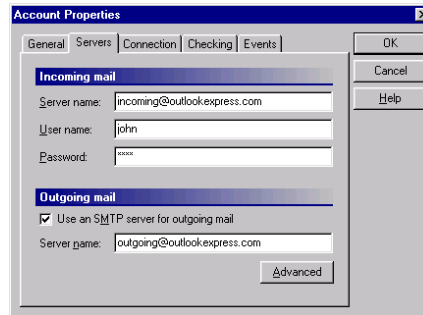 Account Properties
General Servers Connection Checking Events
OK
Cancel
Help
Incoming mail
Server name: incoming@outlookexpress.com
User name: john
Password: ****
Outgoing mail
Use an SMTP server for outgoing mail
Server name: outgoing@outlookexpress.com
Advanced